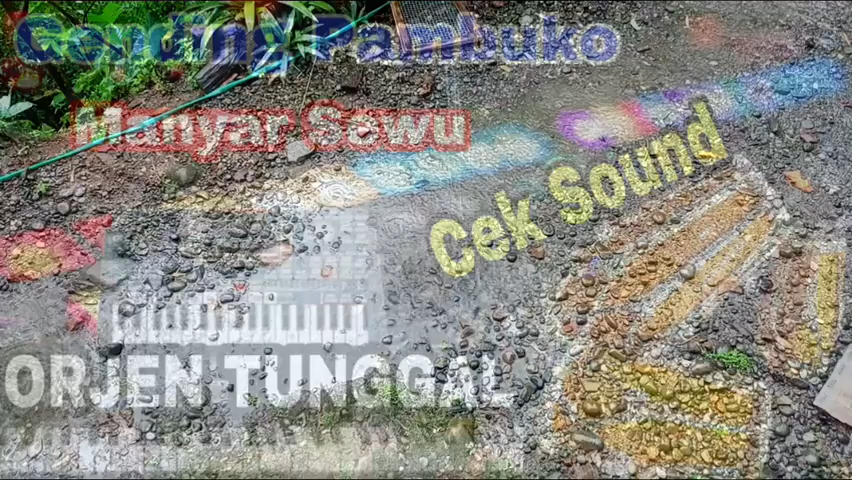 Gending Pambuko
Manyar Sewu
Cek Sound
ORJEN TUNGGAL